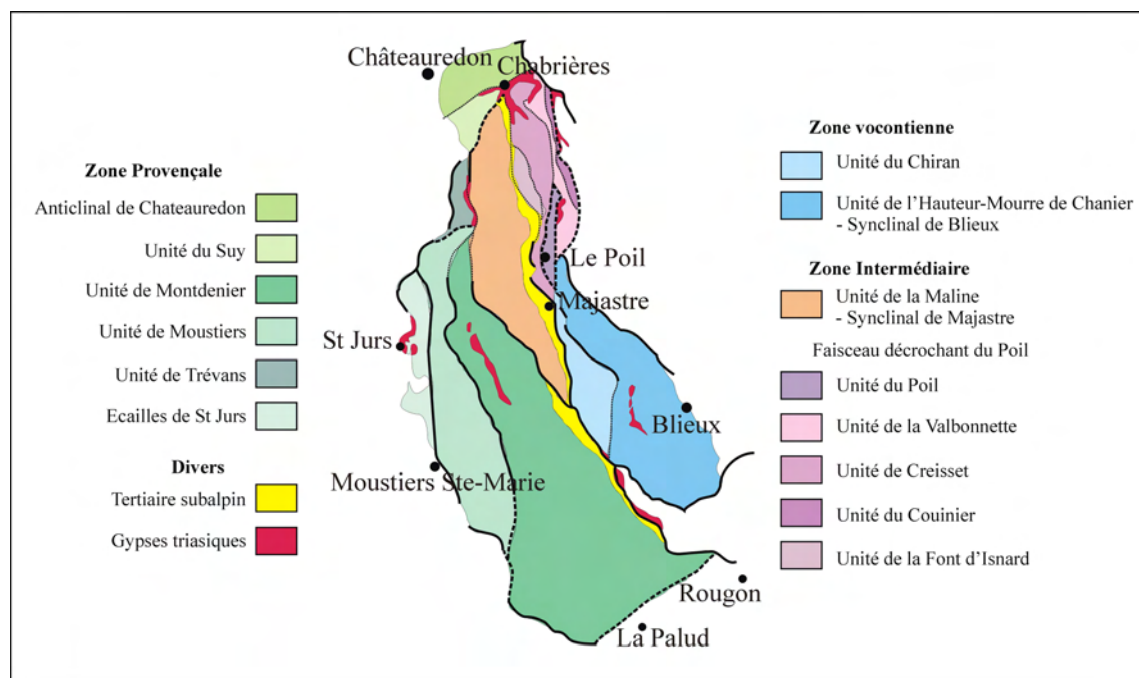 Châteauredon
Chabrières
Le Poil
Majastre
St Jurs
Blieux
Moustiers Ste-Marie
Rougon
La Palud
Zone Provençale
Anticlinal de Chateauredon
Unité du Suy
Unité de Montdenier
Unité de Moustiers
Unité de Trévans
Ecailles de St Jurs
Divers
Tertiaire subalpin
Gypses triasiques
Zone vocontienne
Unité du Chiran
Unité de l'Hauteur-Mourre de Chanier
- Synclinal de Blieux
Zone Intermédiaire
Unité de la Maline
- Synclinal de Majastre
Faisceau décrochant du Poil
Unité du Poil
Unité de la Valbonnette
Unité de Creisset
Unité du Couinier
Unité de la Font d'Isnard